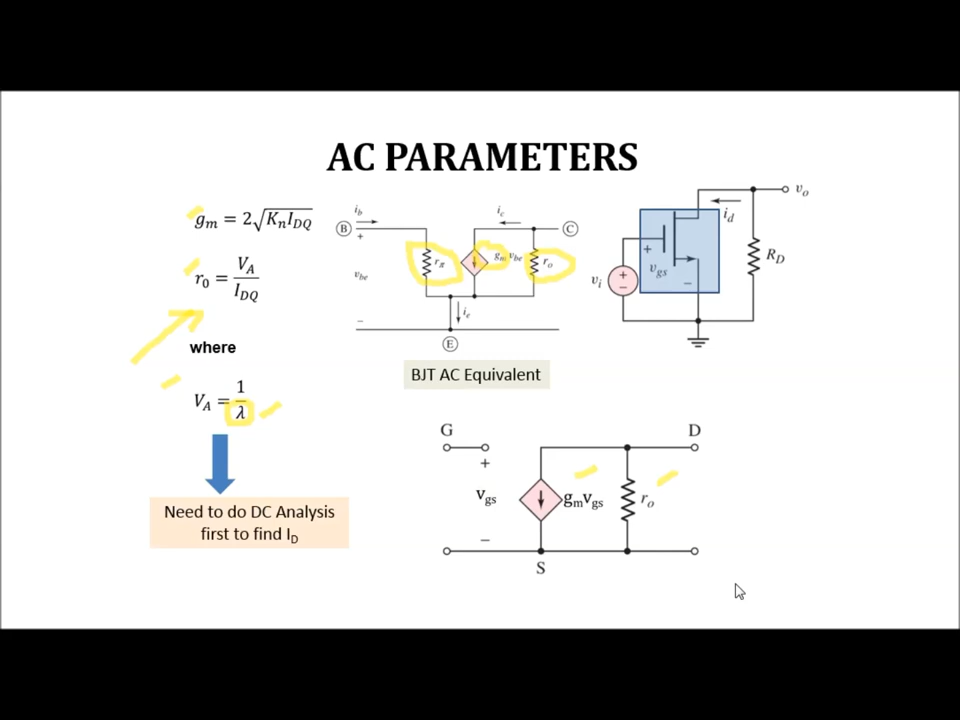 AC PARAMETERS
g_m = 2√(K_n I_DQ)
r_0 = V_A / I_DQ
where
V_A = 1 / λ
Need to do DC Analysis
first to find I_D
i_b
i_c
B
C
+
r_π
g_m v_be
r_o
v_be
i_e
–
E
BJT AC Equivalent
v_o
i_d
+
v_gs
–
R_D
v_i
+
–
G
D
+
v_gs
g_m v_gs
r_o
–
S